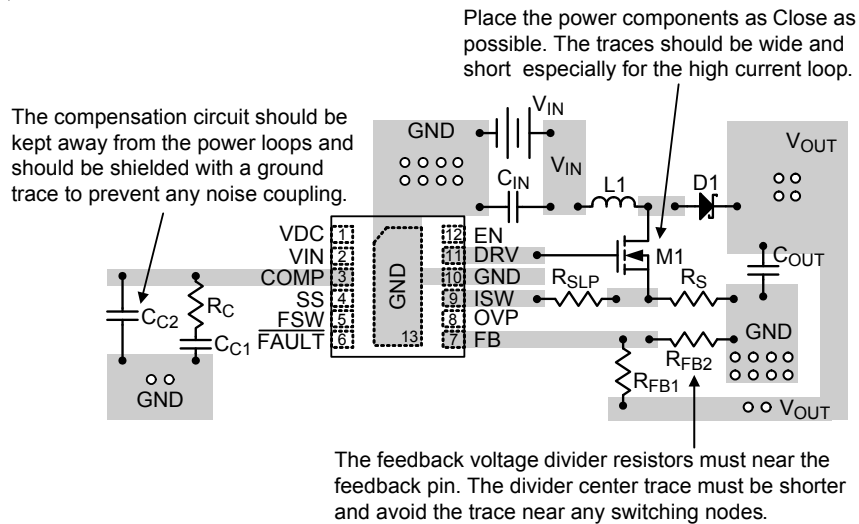 Place the power components as Close as
possible. The traces should be wide and
short especially for the high current loop.
The compensation circuit should be
kept away from the power loops and
should be shielded with a ground
trace to prevent any noise coupling.
GND
VIN
VIN
CIN
L1
D1
VOUT
VDC
1
VIN
2
COMP
3
SS
4
FSW
5
FAULT
6
GND
13
12
EN
11
DRV
10
GND
9
ISW
8
OVP
7
FB
M1
COUT
RSLP
RS
GND
RC
CC2
CC1
GND
RFB2
RFB1
VOUT
The feedback voltage divider resistors must near the
feedback pin. The divider center trace must be shorter
and avoid the trace near any switching nodes.